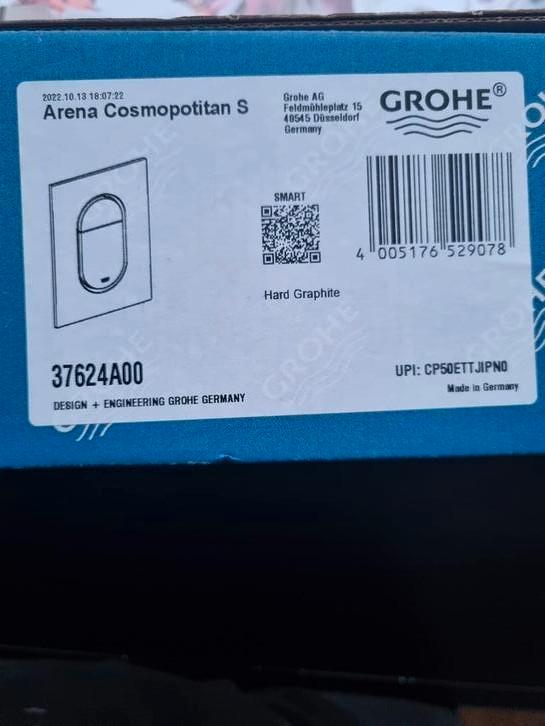 2022.10.13 18:07:22
Arena Cosmopotitan S
Grohe AG
Feldmühleplatz 15
40545 Düsseldorf
Germany
GROHE®
SMART
4 005176 529078
Hard Graphite
37624A00
UPI: CP50ETTJIPN0
Made in Germany
DESIGN + ENGINEERING GROHE GERMANY